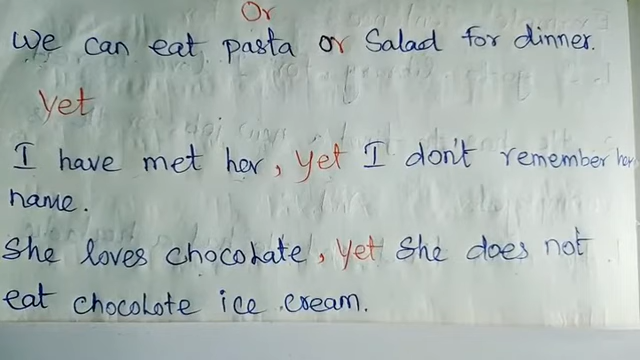 Or
We can eat pasta or Salad for dinner.
Yet
I have met her, yet I don't remember her
name.
She loves chocolate, yet she does not
eat chocolote ice cream.